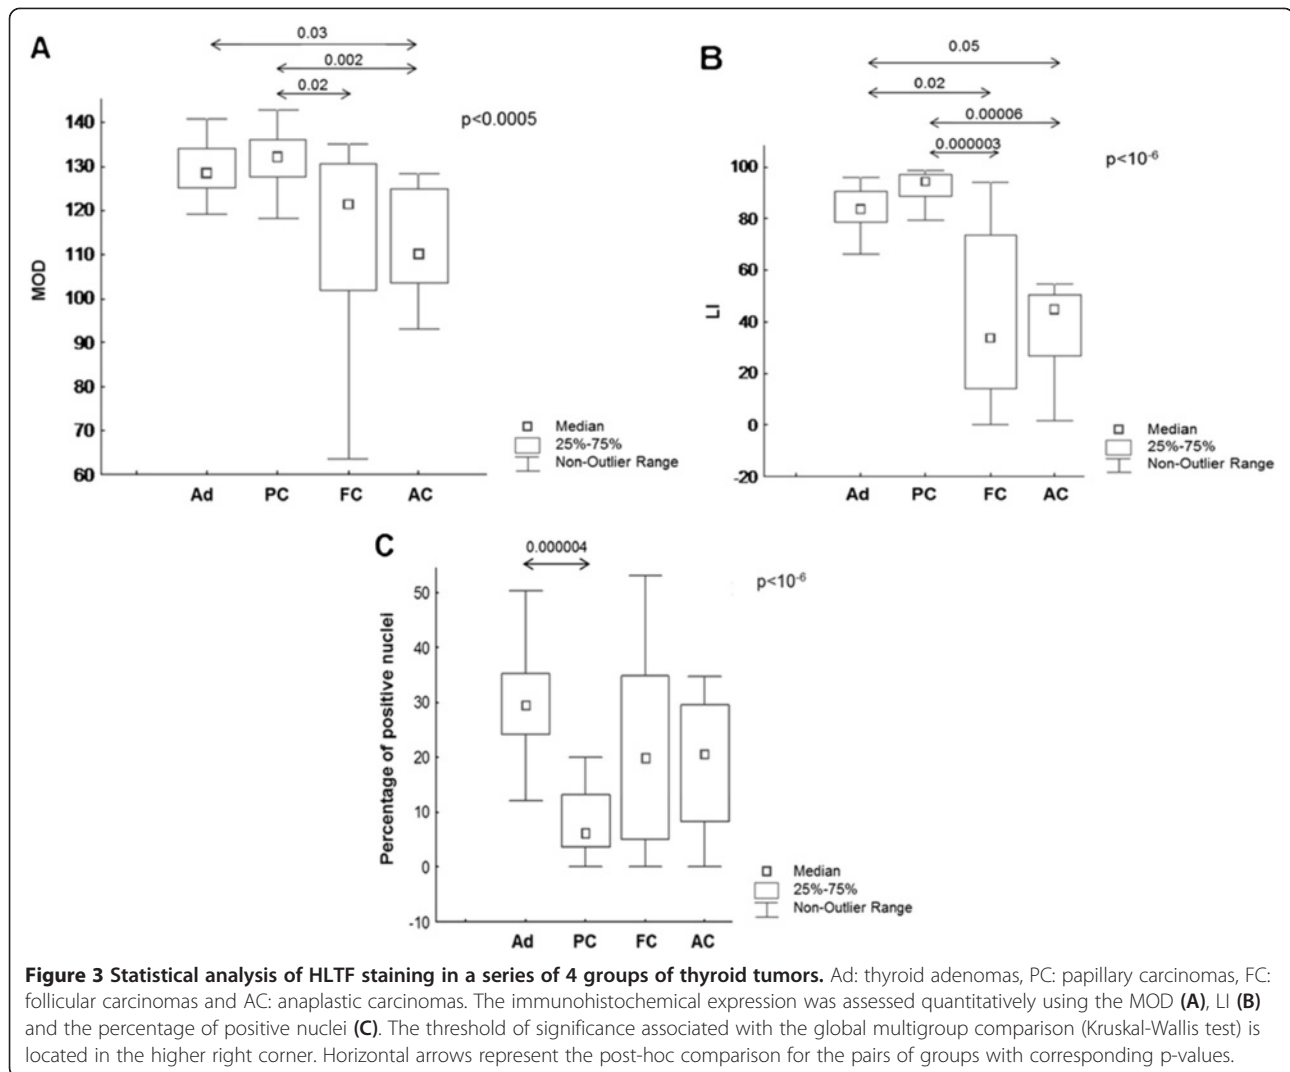 A
0.03
0.002
0.02
p<0.0005
140
130
120
110
100
90
80
70
60
MOD
Ad PC FC AC
Median
25%-75%
Non-Outlier Range
B
0.05
0.02
0.00006
0.000003
p<10-6
100
80
60
40
20
0
-20
LI
Ad PC FC AC
Median
25%-75%
Non-Outlier Range
C
0.000004
p<10-6
50
40
30
20
10
0
-10
Percentage of positive nuclei
Ad PC FC AC
Median
25%-75%
Non-Outlier Range
Figure 3 Statistical analysis of HLTF staining in a series of 4 groups of thyroid tumors. Ad: thyroid adenomas, PC: papillary carcinomas, FC:
follicular carcinomas and AC: anaplastic carcinomas. The immunohistochemical expression was assessed quantitatively using the MOD (A), LI (B)
and the percentage of positive nuclei (C). The threshold of significance associated with the global multigroup comparison (Kruskal-Wallis test) is
located in the higher right corner. Horizontal arrows represent the post-hoc comparison for the pairs of groups with corresponding p-values.